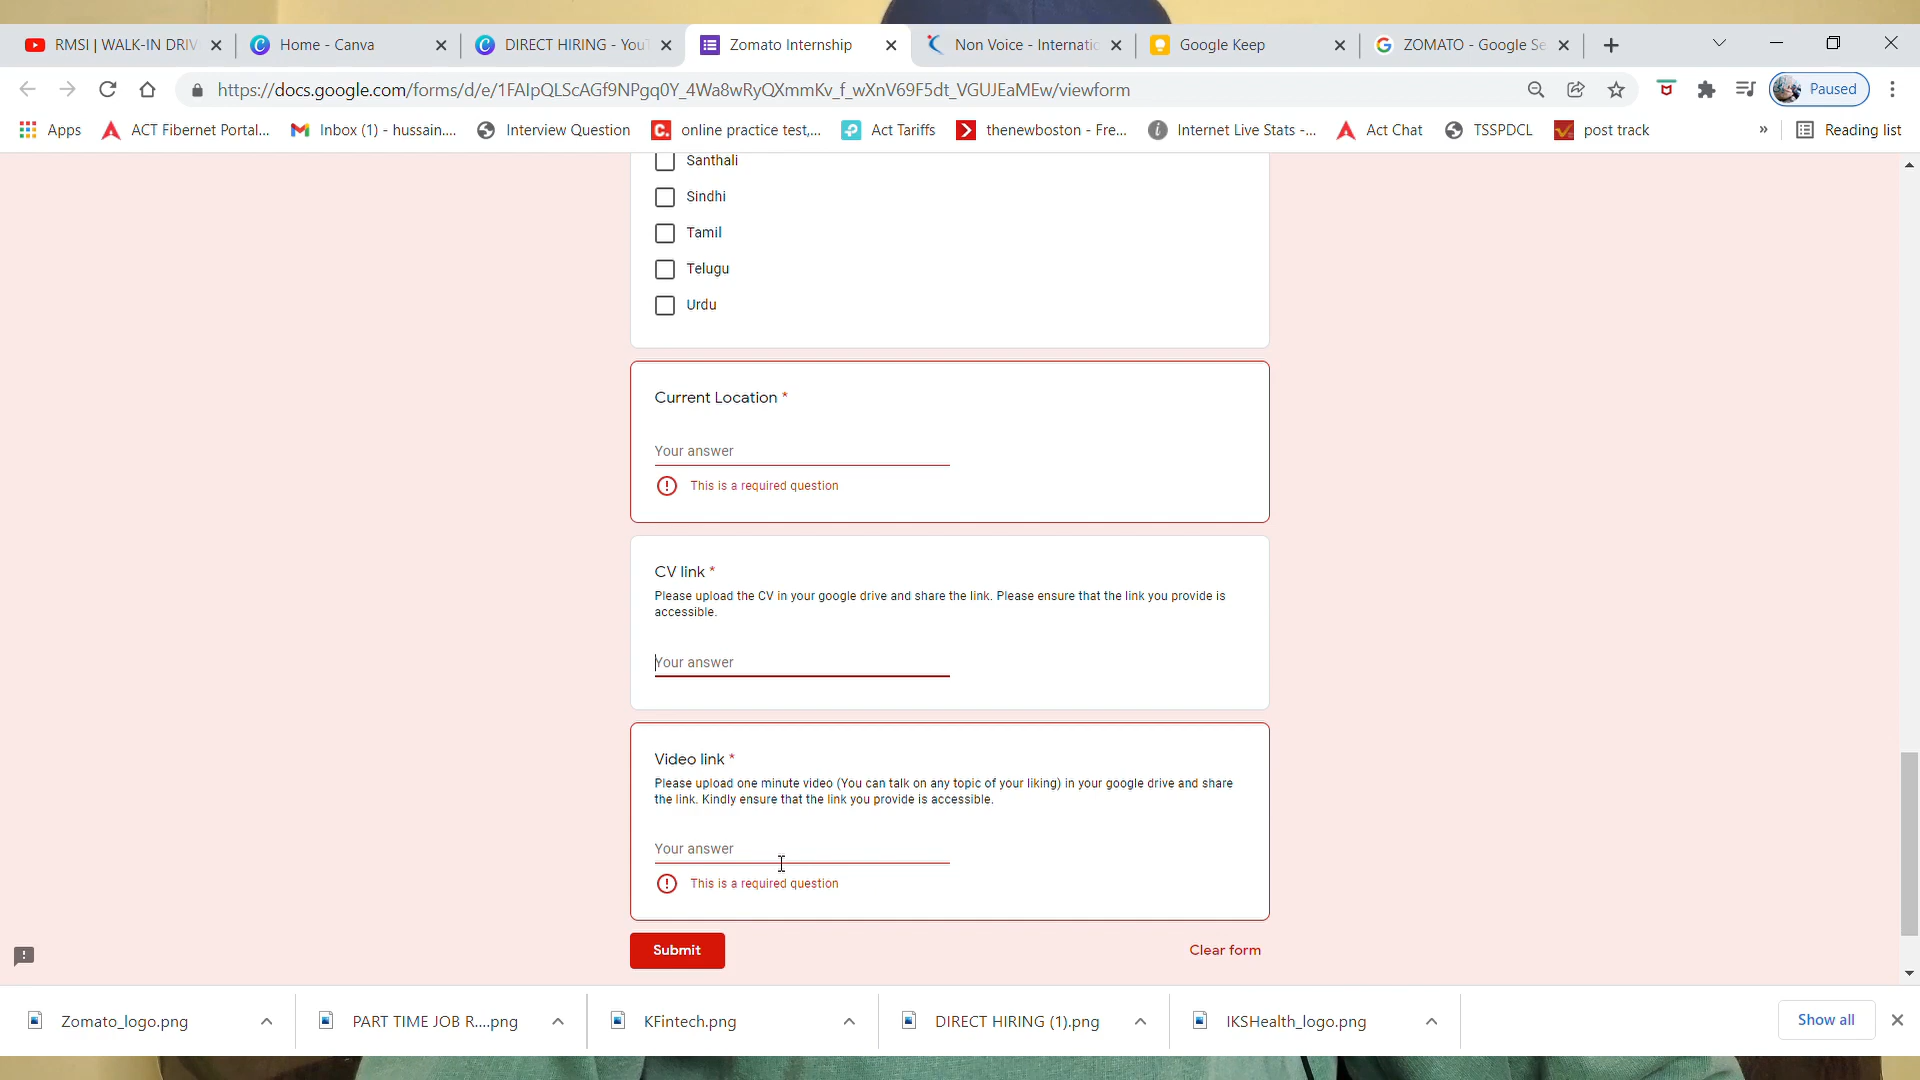 RMSI | WALK-IN DRIV
Home - Canva
DIRECT HIRING - YouT
Zomato Internship
Non Voice - Internatic
Google Keep
ZOMATO - Google Se
https://docs.google.com/forms/d/e/1FAIpQLScAGf9NPgq0Y_4Wa8wRyQXmmKv_f_wXnV69F5dt_VGUJEaMEw/viewform
Paused
Apps
ACT Fibernet Portal...
Inbox (1) - hussain....
Interview Question
online practice test,...
Act Tariffs
thenewboston - Fre...
Internet Live Stats -...
Act Chat
TSSPDCL
post track
»
Reading list
Santhali
Sindhi
Tamil
Telugu
Urdu
Current Location *
Your answer
This is a required question
CV link *
Please upload the CV in your google drive and share the link. Please ensure that the link you provide is
accessible.
Your answer
Video link *
Please upload one minute video (You can talk on any topic of your liking) in your google drive and share
the link. Kindly ensure that the link you provide is accessible.
Your answer
This is a required question
Submit
Clear form
Zomato_logo.png
PART TIME JOB R....png
KFintech.png
DIRECT HIRING (1).png
IKSHealth_logo.png
Show all